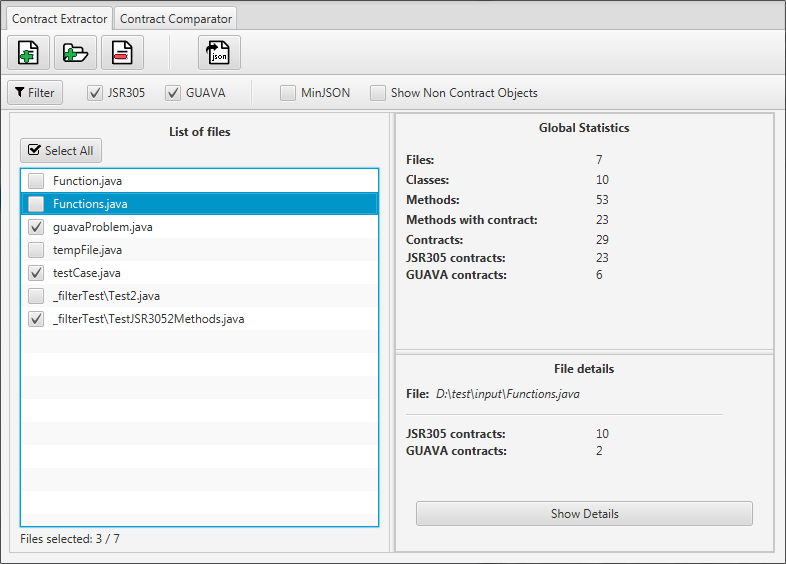 Contract Extractor Contract Comparator
json
Filter JSR305 GUAVA MinJSON Show Non Contract Objects
List of files
Select All
Function.java
Functions.java
guavaProblem.java
tempFile.java
testCase.java
_filterTest\Test2.java
_filterTest\TestJSR3052Methods.java
Files selected: 3 / 7
Global Statistics
Files: 7
Classes: 10
Methods: 53
Methods with contract: 23
Contracts: 29
JSR305 contracts: 23
GUAVA contracts: 6
File details
File: D:\test\input\Functions.java
JSR305 contracts: 10
GUAVA contracts: 2
Show Details